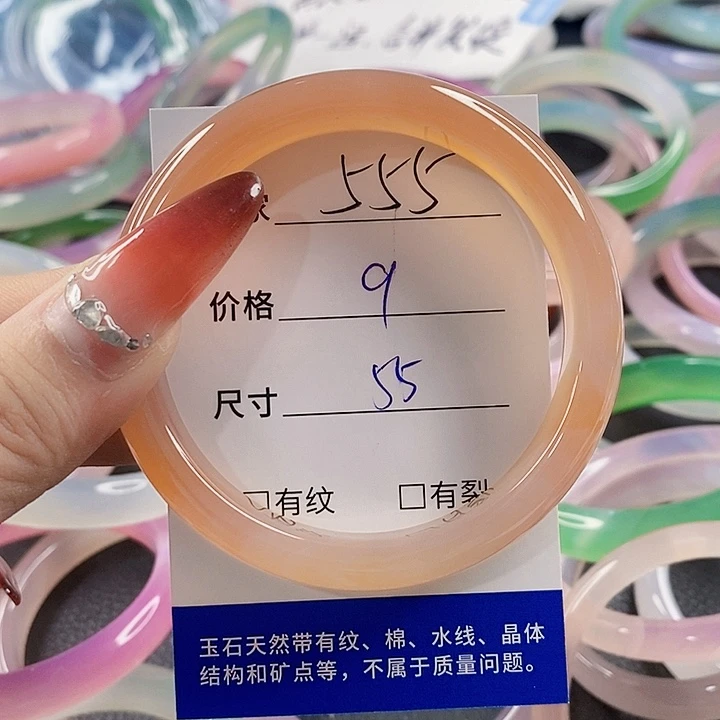 家 555
价格 9
尺寸 55
□有纹 □有裂
玉石天然带有纹、棉、水线、晶体
结构和矿点等，不属于质量问题。